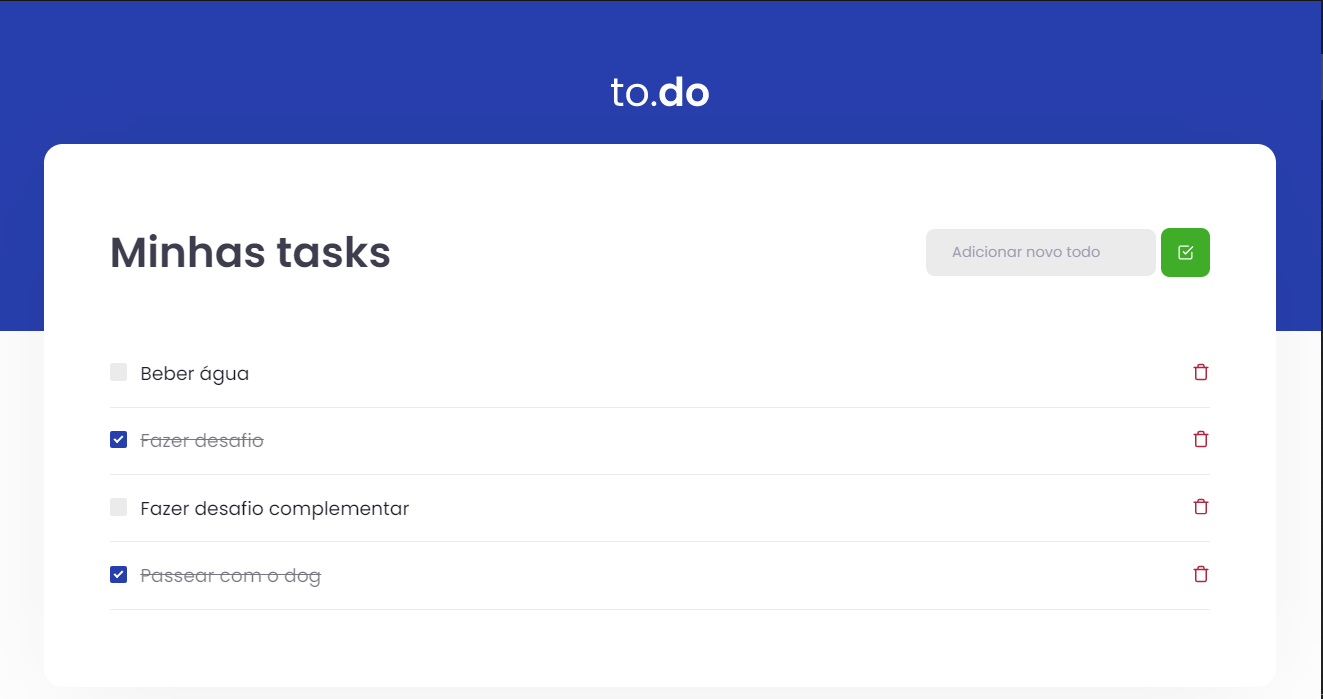 to.do
Minhas tasks
Adicionar novo todo
Beber água
Fazer desafio
Fazer desafio complementar
Passear com o dog